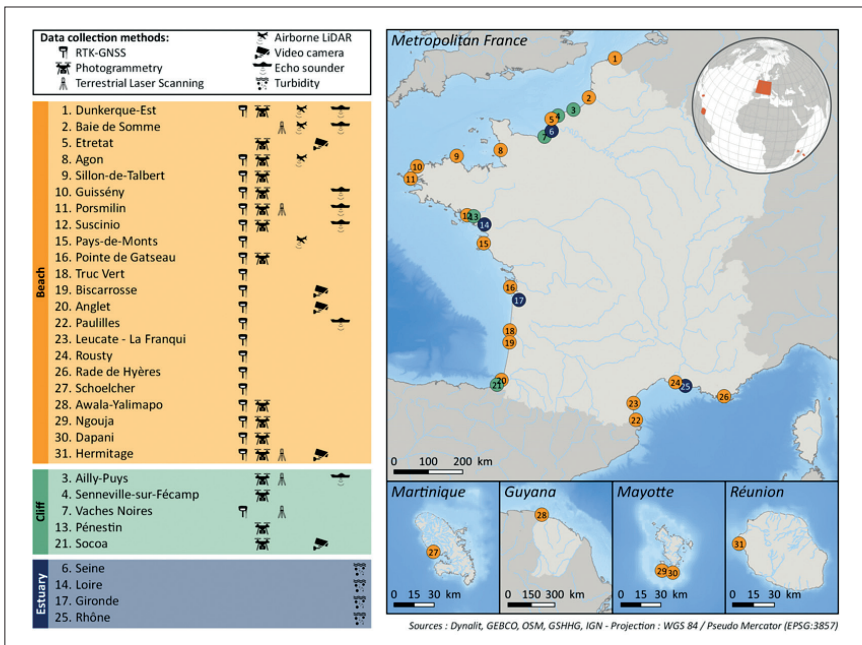 Data collection methods:
RTK-GNSS
Photogrammetry
Terrestrial Laser Scanning
Airborne LiDAR
Video camera
Echo sounder
Turbidity
Beach
1. Dunkerque-Est
2. Baie de Somme
5. Etretat
8. Agon
9. Sillon-de-Talbert
10. Guissény
11. Porsmilin
12. Suscinio
15. Pays-de-Monts
16. Pointe de Gatseau
18. Truc Vert
19. Biscarrosse
20. Anglet
22. Paulilles
23. Leucate - La Franqui
24. Rousty
26. Rade de Hyères
27. Schoelcher
28. Awala-Yalimapo
29. Ngouja
30. Dapani
31. Hermitage
Cliff
3. Ailly-Puys
4. Senneville-sur-Fécamp
7. Vaches Noires
13. Pénestin
21. Socoa
Estuary
6. Seine
14. Loire
17. Gironde
25. Rhône
Metropolitan France
1
2
3
4
5
6
7
8
9
10
11
12
13
14
15
16
17
18
19
20
21
24
25
26
23
22
0 100 200 km
Martinique
27
0 15 30 km
Guyana
28
0 150 300 km
Mayotte
29 30
0 15 30 km
Réunion
31
0 15 30 km
Sources : Dynalit, GEBCO, OSM, GSHHG, IGN - Projection : WGS 84 / Pseudo Mercator (EPSG:3857)